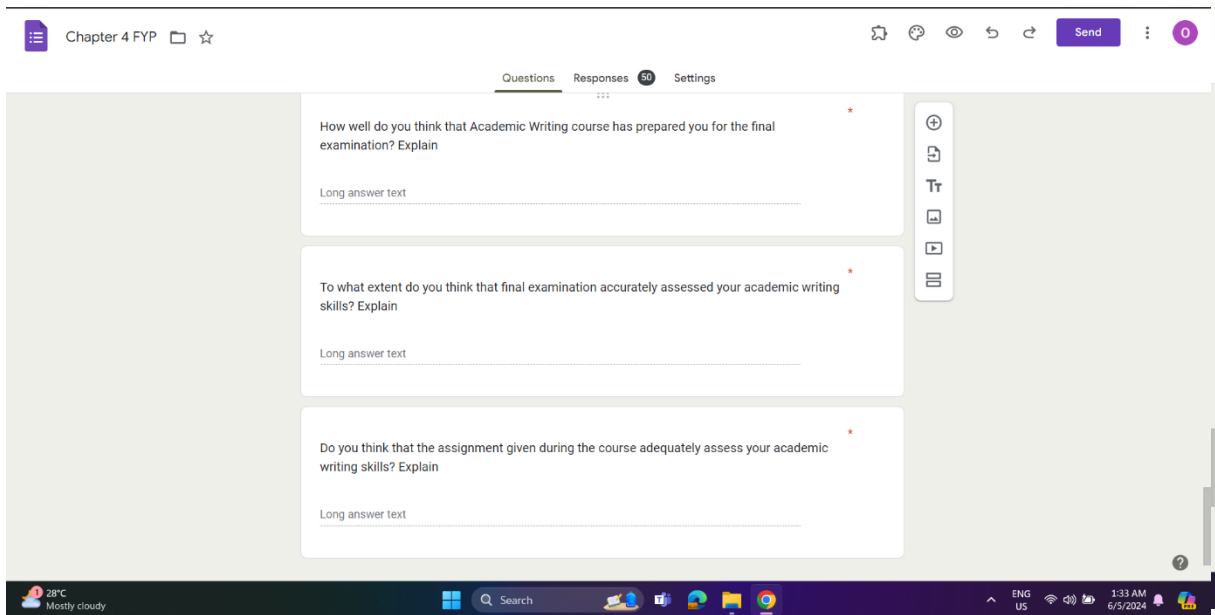 Chapter 4 FYP
Send
O
Questions Responses 50 Settings
How well do you think that Academic Writing course has prepared you for the final
examination? Explain
*
Long answer text
To what extent do you think that final examination accurately assessed your academic writing
skills? Explain
*
Long answer text
Do you think that the assignment given during the course adequately assess your academic
writing skills? Explain
*
Long answer text
Tт
?
1
28°C
Mostly cloudy
Search
ENG
US
1:33 AM
6/5/2024